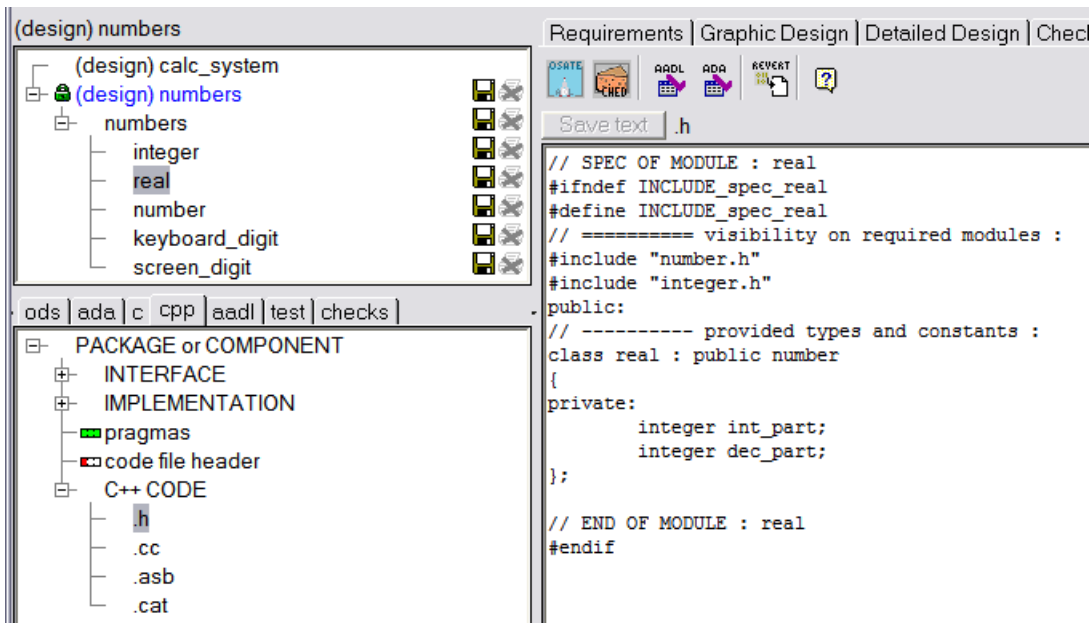 (design) numbers
(design) calc_system
(design) numbers
numbers
integer
real
number
keyboard_digit
screen_digit
ods ada c cpp aadl test checks
PACKAGE or COMPONENT
INTERFACE
IMPLEMENTATION
pragmas
code file header
C++ CODE
.h
.cc
.asb
.cat
Requirements Graphic Design Detailed Design Chec
OSATE CHED AADL ADA REVERT ?
Save text .h
// SPEC OF MODULE : real
#ifndef INCLUDE_spec_real
#define INCLUDE_spec_real
// ========== visibility on required modules :
#include "number.h"
#include "integer.h"
public:
// ---------- provided types and constants :
class real : public number
{
private:
        integer int_part;
        integer dec_part;
};
// END OF MODULE : real
#endif